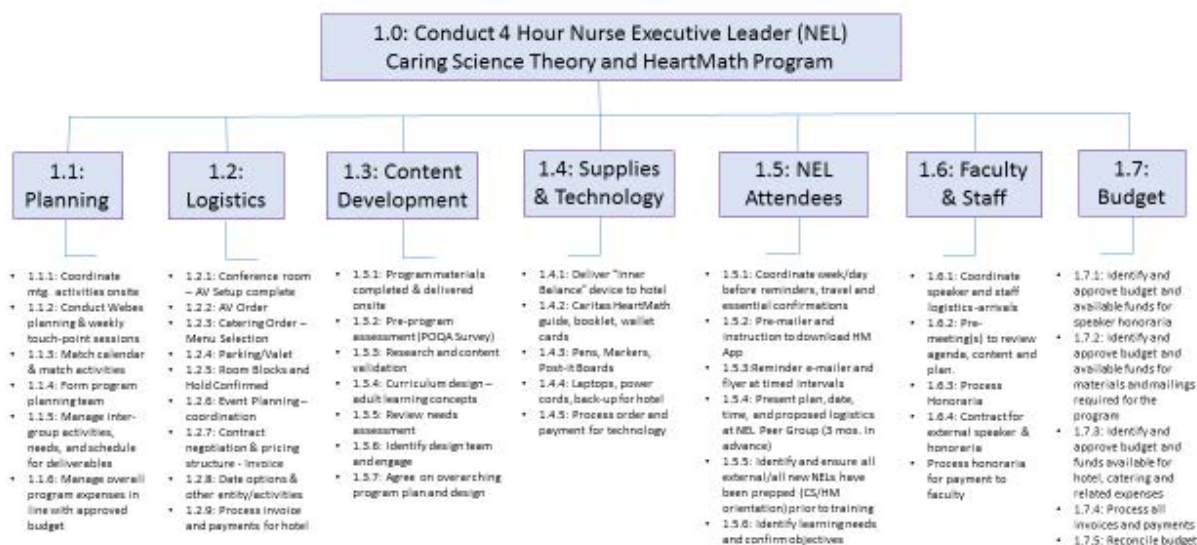 1.0: Conduct 4 Hour Nurse Executive Leader (NEL)
Caring Science Theory and HeartMath Program
1.1:
Planning
1.2:
Logistics
1.3: Content
Development
1.4: Supplies
& Technology
1.5: NEL
Attendees
1.6: Faculty
& Staff
1.7:
Budget
• 1.1.1: Coordinate
mtg. activities onsite
• 1.1.2: Conduct Webex
planning & weekly
touch-point sessions
• 1.1.3: Match calendar
& match activities
• 1.1.4: Form program
planning team
• 1.1.5: Manage inter-
group activities,
needs, and schedule
for deliverables
• 1.1.6: Manage overall
program expenses in
line with approved
budget
• 1.2.1: Conference room
– AV Setup complete
• 1.2.2: AV Order
• 1.2.3: Catering Order –
Menu Selection
• 1.2.4: Parking/Valet
• 1.2.5: Room Blocks and
Hold Confirmed
• 1.2.6: Event Planning –
coordination
• 1.2.7: Contract
negotiation & pricing
structure - Invoice
• 1.2.8: Date options &
other entity/activities
• 1.2.9: Process invoice
and payments for hotel
• 1.3.1: Program materials
completed & delivered
onsite
• 1.3.2: Pre-program
assessment (POQA Survey)
• 1.3.3: Research and content
validation
• 1.3.4: Curriculum design –
adult learning concepts
• 1.3.5: Review needs
assessment
• 1.3.6: Identify design team
and engage
• 1.3.7: Agree on overarching
program plan and design
• 1.4.1: Deliver "Inner
Balance" device to hotel
• 1.4.2: Caritas HeartMath
guide, booklet, wallet
cards
• 1.4.3: Pens, Markers,
Post-it Boards
• 1.4.4: Laptops, power
cords, back-up for hotel
• 1.4.5: Process order and
payment for technology
• 1.5.1: Coordinate week/day
before reminders, travel and
essential confirmations
• 1.5.2: Pre-mailer and
instruction to download HM
App
• 1.5.3:Reminder e-mailer and
flyer at timed intervals
• 1.5.4: Present plan, date,
time, and proposed logistics
at NEL Peer Group (3 mos. in
advance)
• 1.5.5: Identify and ensure all
external/all new NELs have
been prepped (CS/HM
orientation) prior to training
• 1.5.6: Identify learning needs
and confirm objectives
• 1.6.1: Coordinate
speaker and staff
logistics-arrivals
• 1.6.2: Pre-
meeting(s) to review
agenda, content and
plan.
• 1.6.3: Process
Honoraria
• 1.6.4: Contract for
external speaker &
honoraria
• Process honoraria
for payment to
faculty
• 1.7.1: Identify and
approve budget and
available funds for
speaker honoraria
• 1.7.2: Identify and
approve budget and
available funds for
materials and mailings
required for the
program
• 1.7.3: Identify and
approve budget and
funds available for
hotel, catering and
related expenses
• 1.7.4: Process all
invoices and payments
• 1.7.5: Reconcile budget